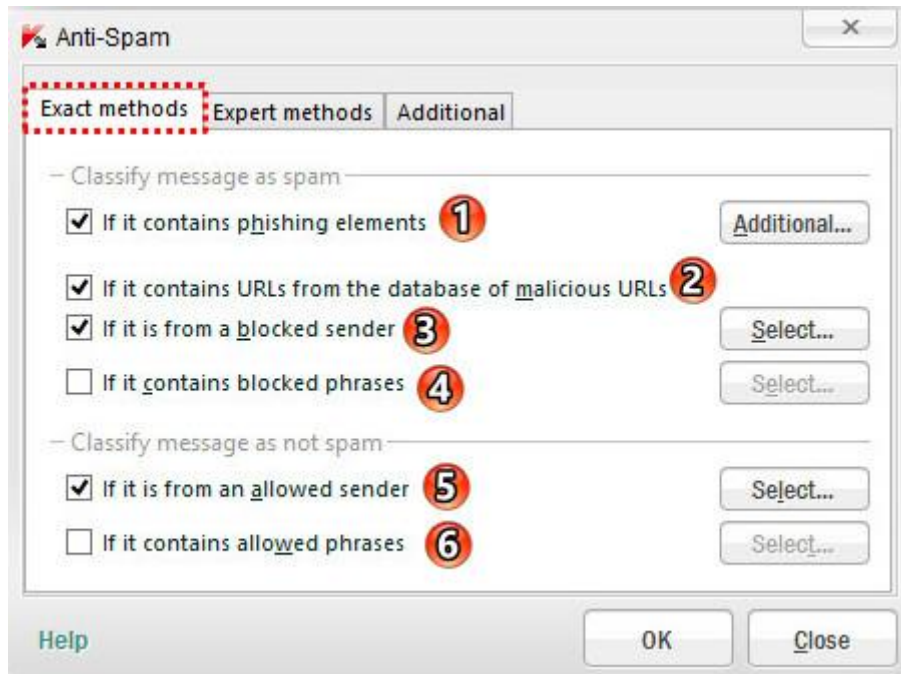 Anti-Spam
Exact methods Expert methods Additional
Classify message as spam
If it contains phishing elements 1 Additional...
If it contains URLs from the database of malicious URLs 2
If it is from a blocked sender 3 Select...
If it contains blocked phrases 4 Select...
Classify message as not spam
If it is from an allowed sender 5 Select...
If it contains allowed phrases 6 Select...
Help OK Close